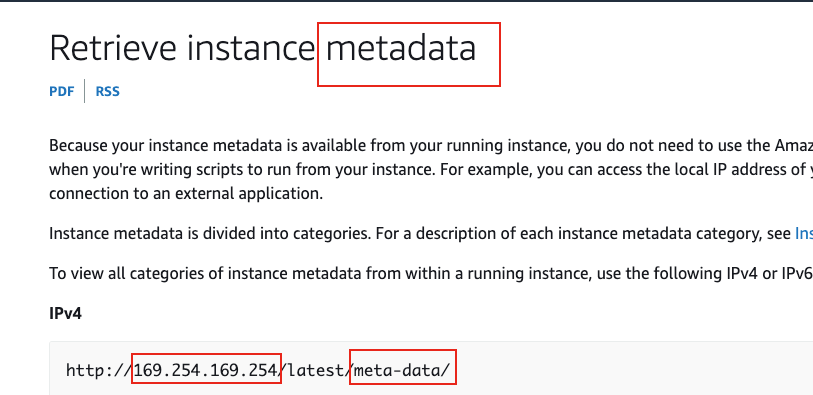 Retrieve instance metadata
PDF RSS
Because your instance metadata is available from your running instance, you do not need to use the Amaz
when you're writing scripts to run from your instance. For example, you can access the local IP address of
connection to an external application.
Instance metadata is divided into categories. For a description of each instance metadata category, see Ins
To view all categories of instance metadata from within a running instance, use the following IPv4 or IPv6
IPv4
http://169.254.169.254/latest/meta-data/